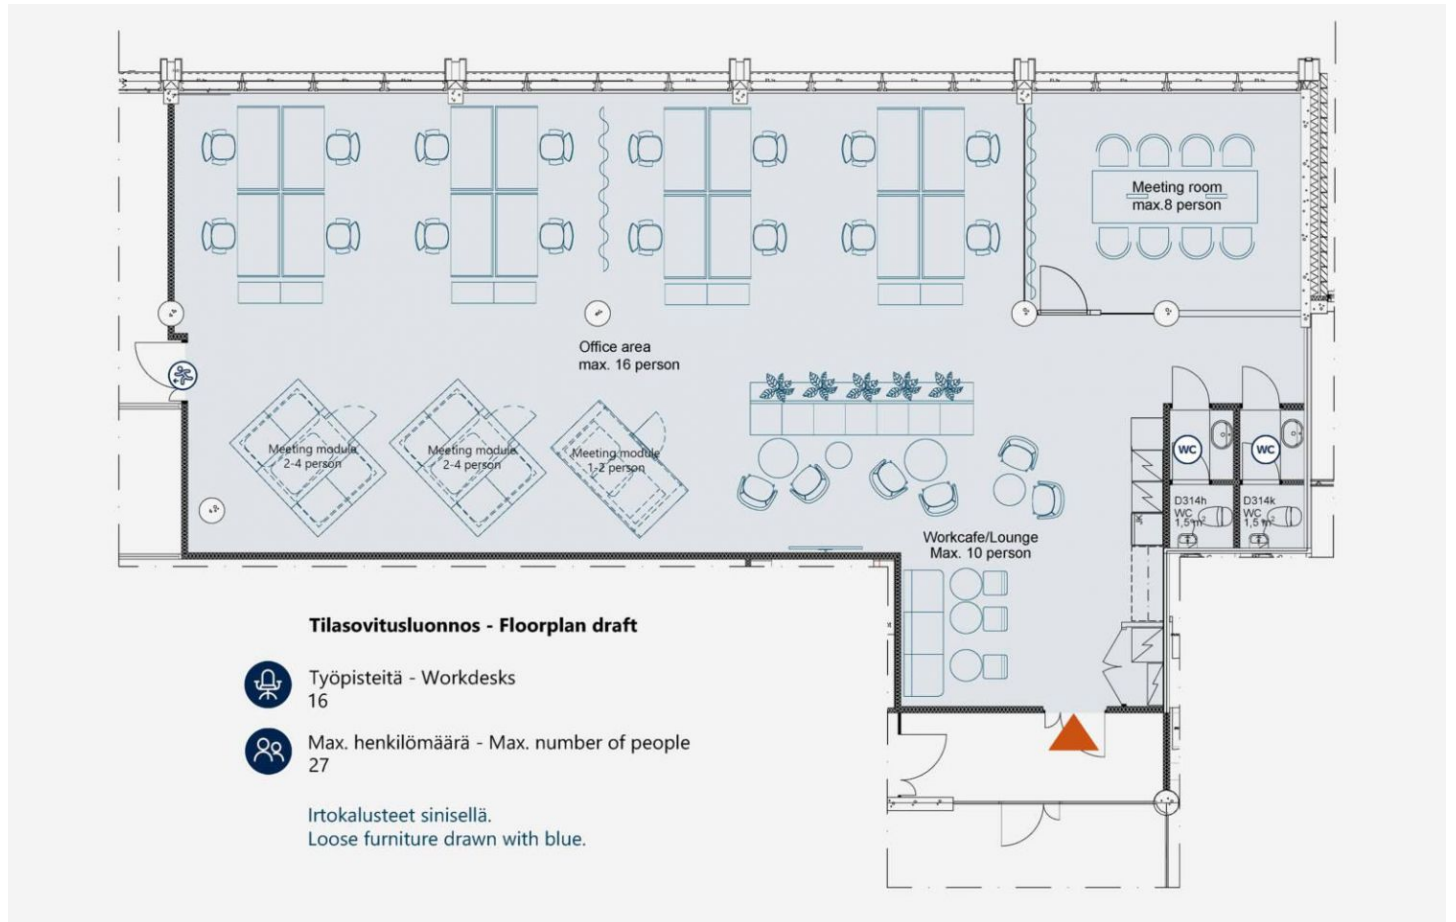 Meeting room
max.8 person
Office area
max. 16 person
Meeting module
2-4 person
Meeting module
2-4 person
Meeting module
1-2 person
WC
WC
D314h
WC
1,5 m²
D314k
WC
1,5 m²
JK
Workcafe/Lounge
Max. 10 person
Tilasovitusluonnos - Floorplan draft
Työpisteitä - Workdesks
16
Max. henkilömäärä - Max. number of people
27
Irtokalusteet sinisellä.
Loose furniture drawn with blue.